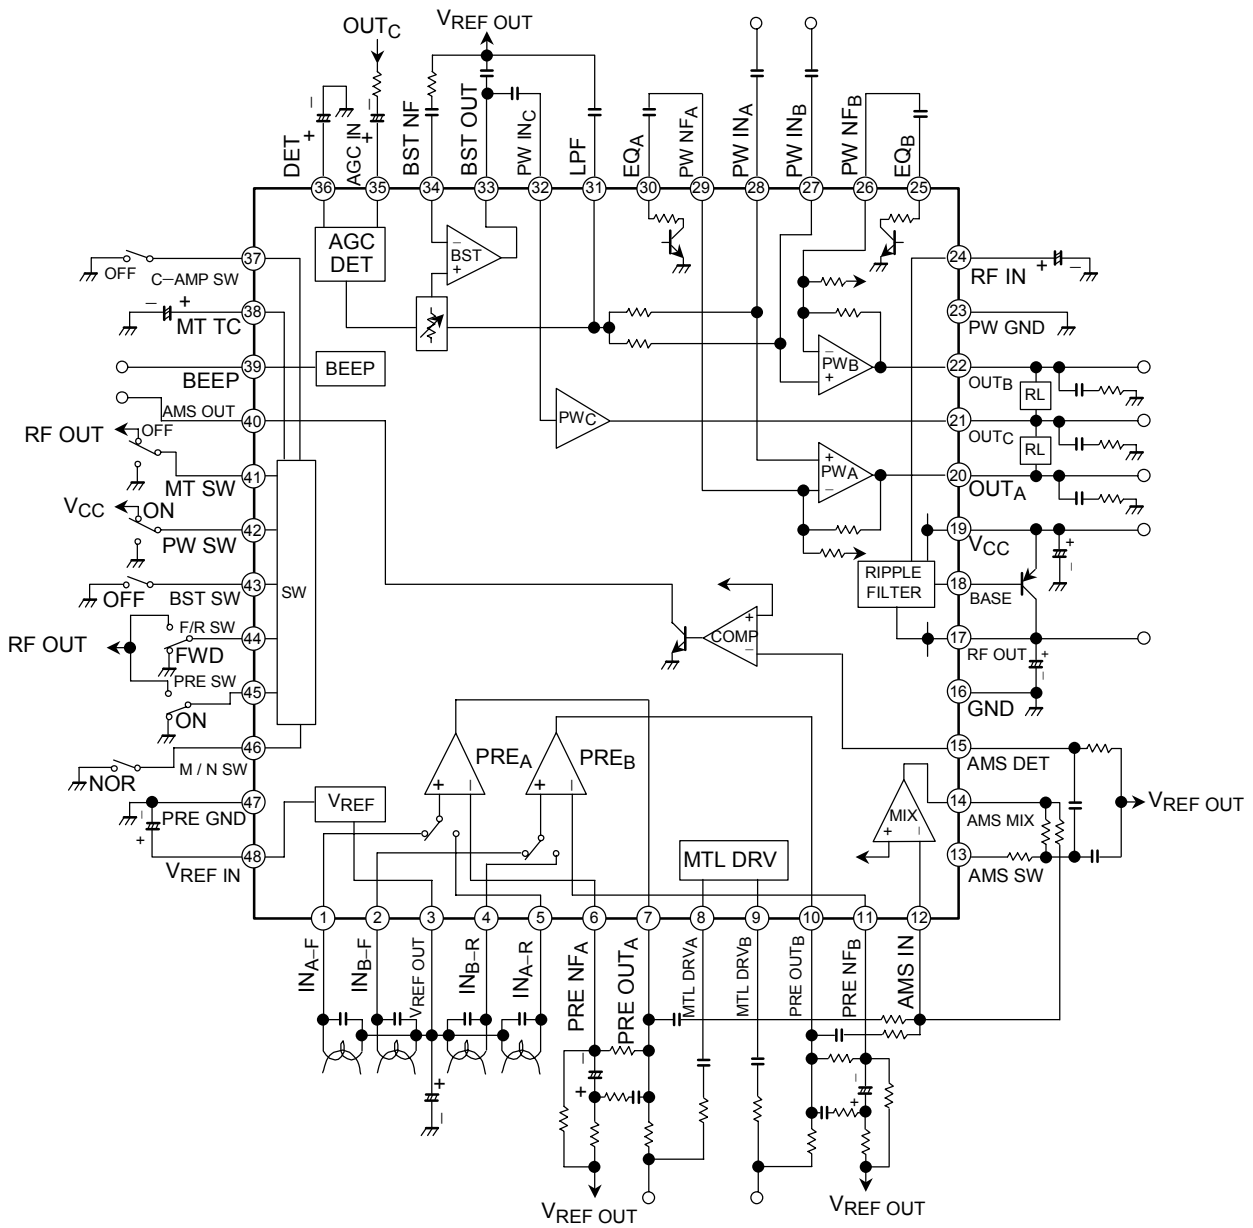 OUTC
VREF OUT
DET
AGC IN
BST NF
BST OUT
PW INC
LPF
EQA
PW NFA
PW INA
PW INB
PW NFB
EQB
− + − +
36 35 34 33 32 31 30 29 28 27 26 25
AGC
DET
− BST +
37
OFF
C−AMP SW
38
− +
MT TC
39
BEEP
BEEP
40
AMS OUT
RF OUT
OFF
41
MT SW
VCC
ON
42
PW SW
43
OFF
BST SW
SW
F/R SW
RF OUT
44
FWD
PRE SW
45
ON
46
NOR
M / N SW
47
− +
PRE GND
48
VREF IN
VREF
24
+ −
RF IN
23
PW GND
− PWB +
22
OUTB
RL
PWC
21
OUTC
RL
+ PWA −
20
OUTA
19
VCC
+ −
RIPPLE
FILTER
18
BASE
17
RF OUT
+ −
16
GND
+ COMP −
15
AMS DET
VREF OUT
14
AMS MIX
MIX
+ −
13
AMS SW
PREA
+ −
PREB
+ −
MTL DRV
1 2 3 4 5 6 7 8 9 10 11 12
INA−F
INB−F
VREF OUT
INB−R
INA−R
PRE NFA
PRE OUTA
MTL DRVA
MTL DRVB
PRE OUTB
PRE NFB
AMS IN
+ −
− +
− +
VREF OUT
VREF OUT